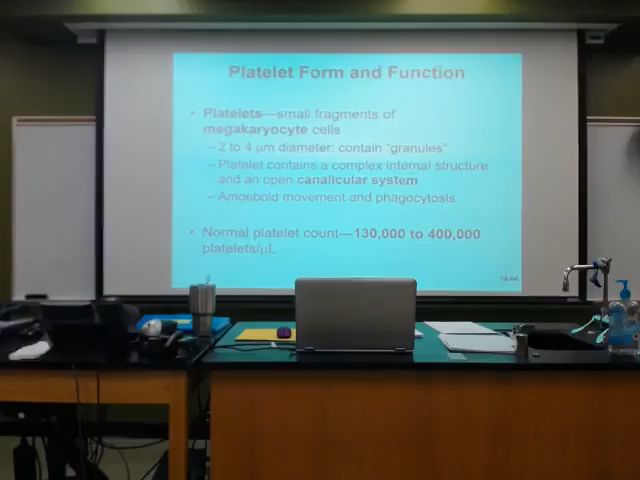 Platelet Form and Function
• Platelets—small fragments of
megakaryocyte cells
– 2 to 4 μm diameter: contain "granules"
– Platelet contains a complex internal structure
and an open canalicular system
– Amoeboid movement and phagocytosis
• Normal platelet count—130,000 to 400,000
platelets/μL